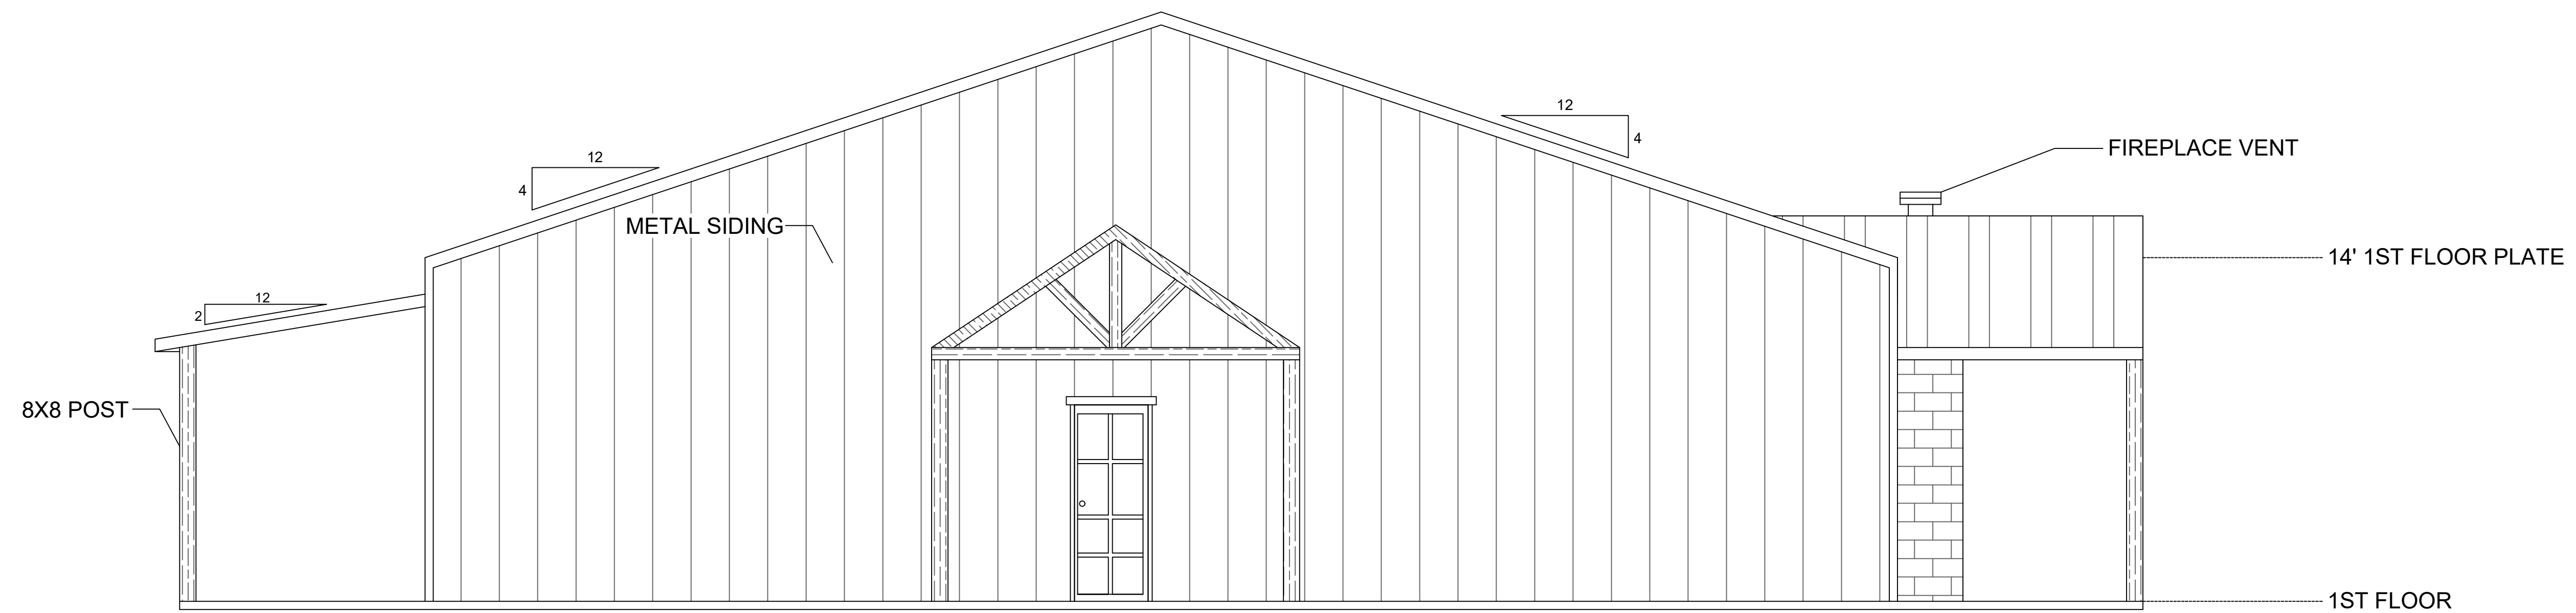 12
4
FIREPLACE VENT
12
4
METAL SIDING
14' 1ST FLOOR PLATE
12
2
8X8 POST
1ST FLOOR